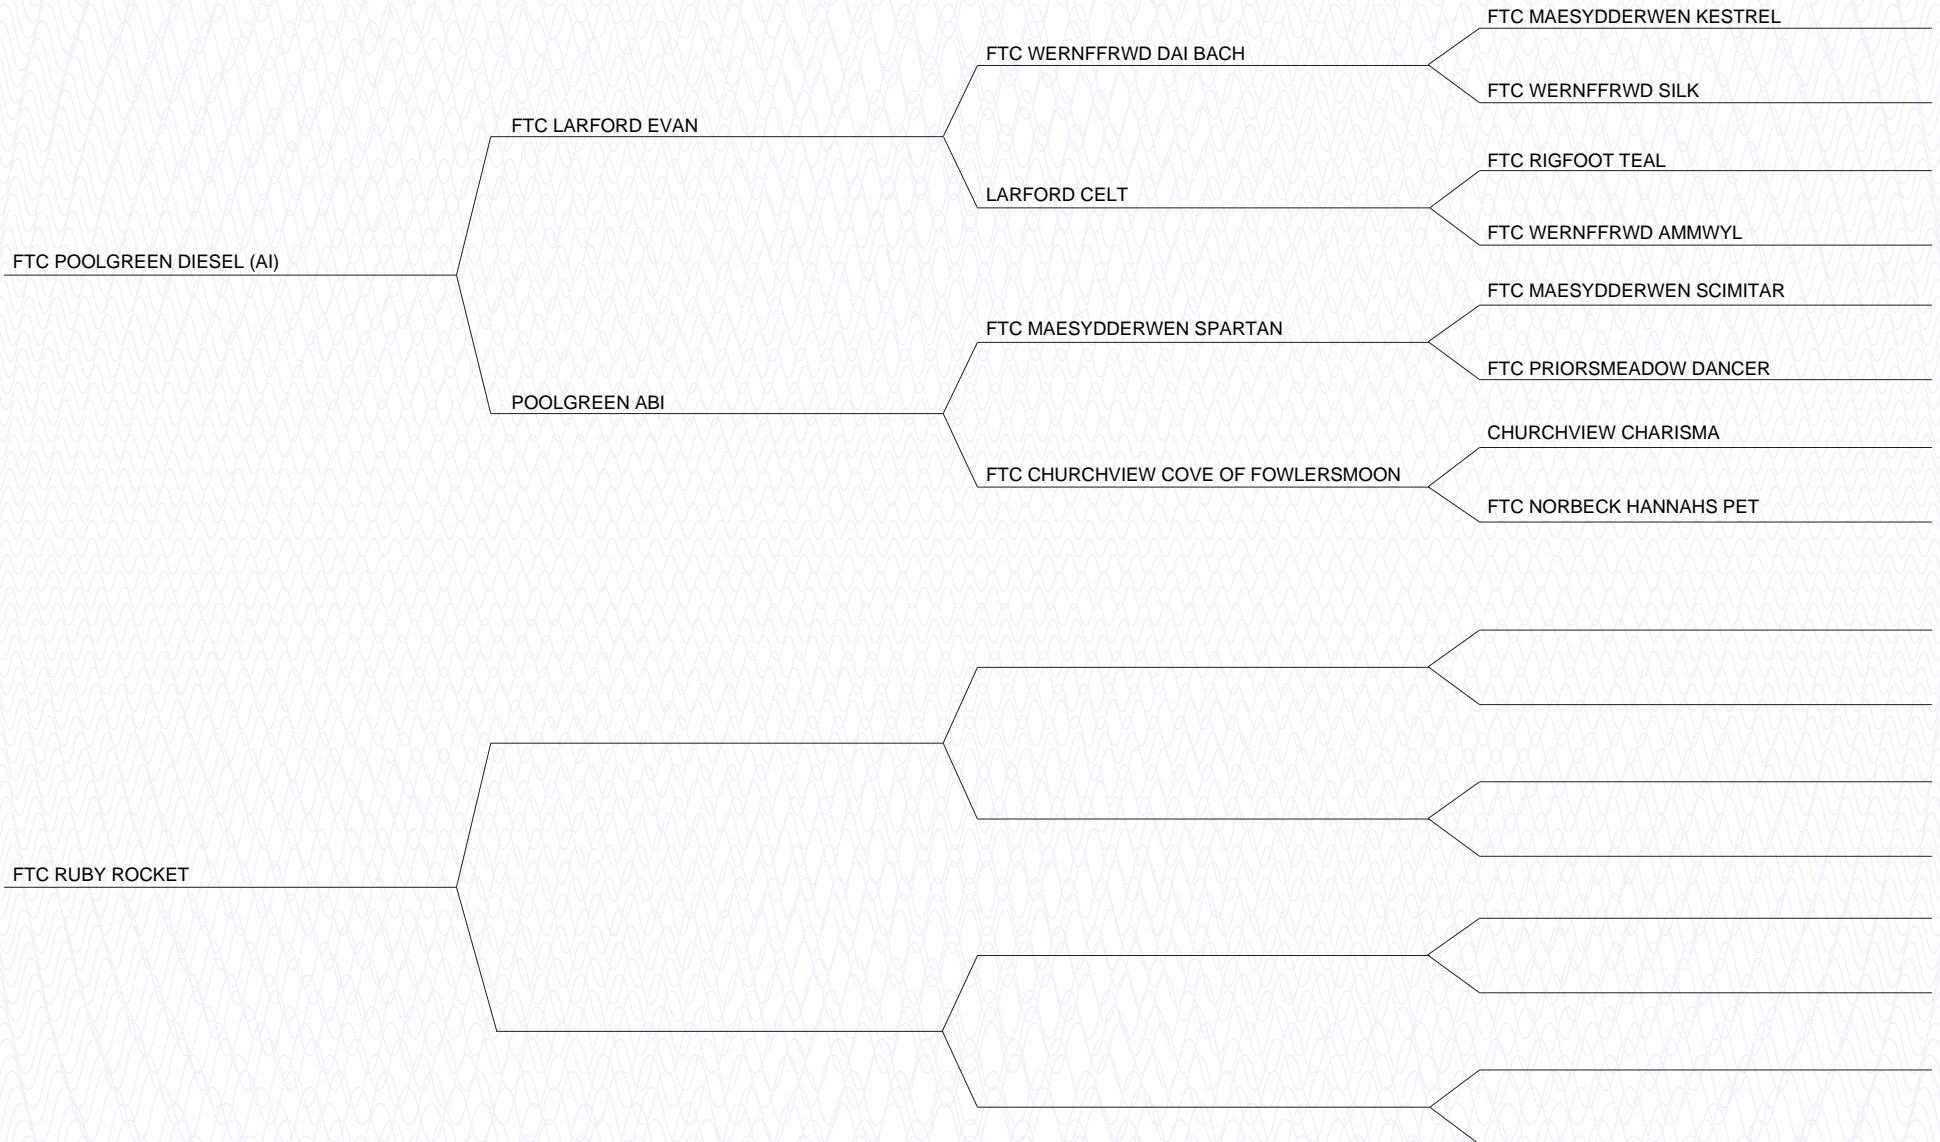 FTC MAESYDDERWEN KESTREL
FTC WERNFFRWD DAI BACH
FTC WERNFFRWD SILK
FTC LARFORD EVAN
FTC RIGFOOT TEAL
LARFORD CELT
FTC WERNFFRWD AMMWYL
FTC POOLGREEN DIESEL (AI)
FTC MAESYDDERWEN SCIMITAR
FTC MAESYDDERWEN SPARTAN
FTC PRIORSMEADOW DANCER
POOLGREEN ABI
CHURCHVIEW CHARISMA
FTC CHURCHVIEW COVE OF FOWLERSMOON
FTC NORBECK HANNAHS PET
FTC RUBY ROCKET